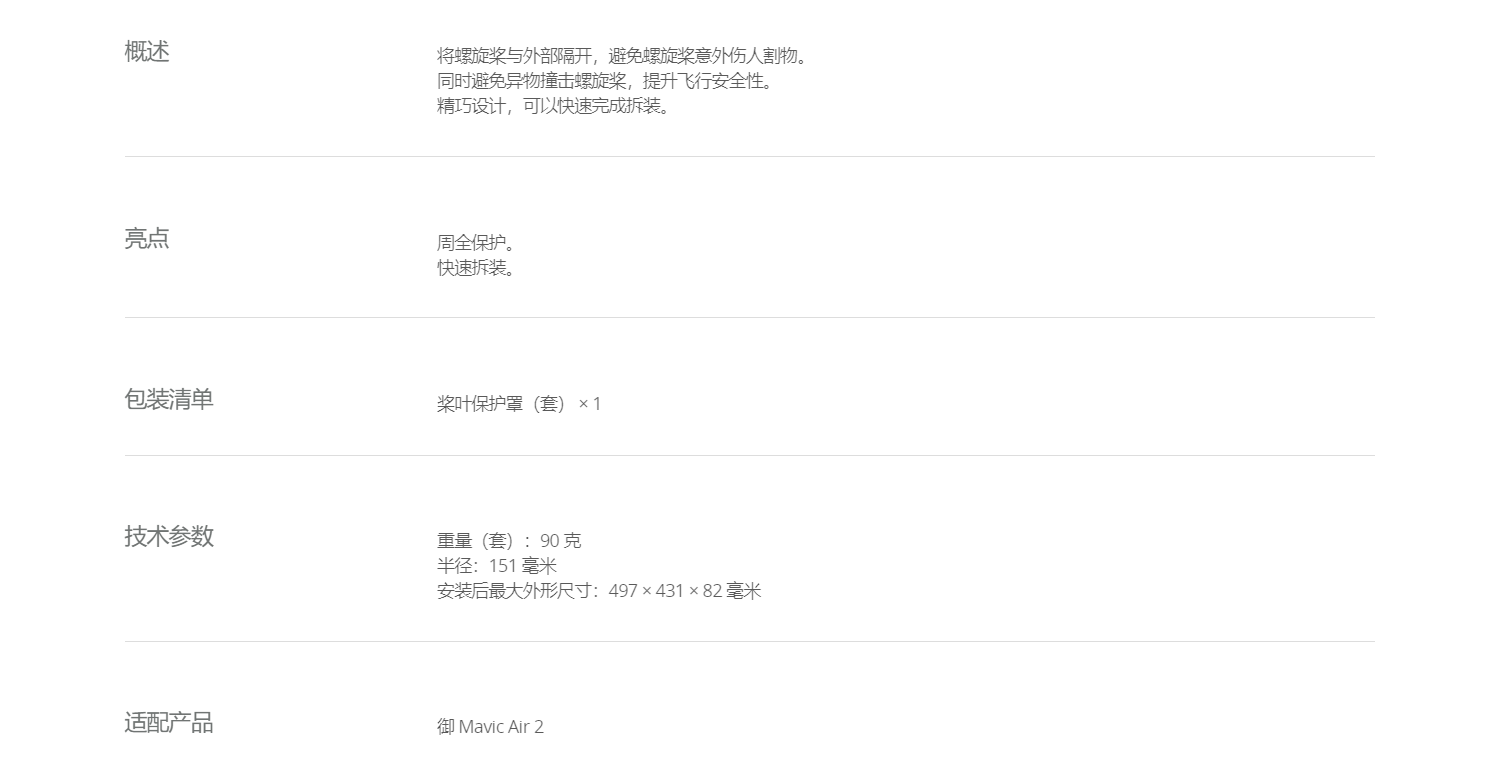 概述
将螺旋桨与外部隔开，避免螺旋桨意外伤人割物。
同时避免异物撞击螺旋桨，提升飞行安全性。
精巧设计，可以快速完成拆装。
亮点
周全保护。
快速拆装。
包装清单
桨叶保护罩（套） × 1
技术参数
重量（套）：90 克
半径：151 毫米
安装后最大外形尺寸：497 × 431 × 82 毫米
适配产品
御 Mavic Air 2